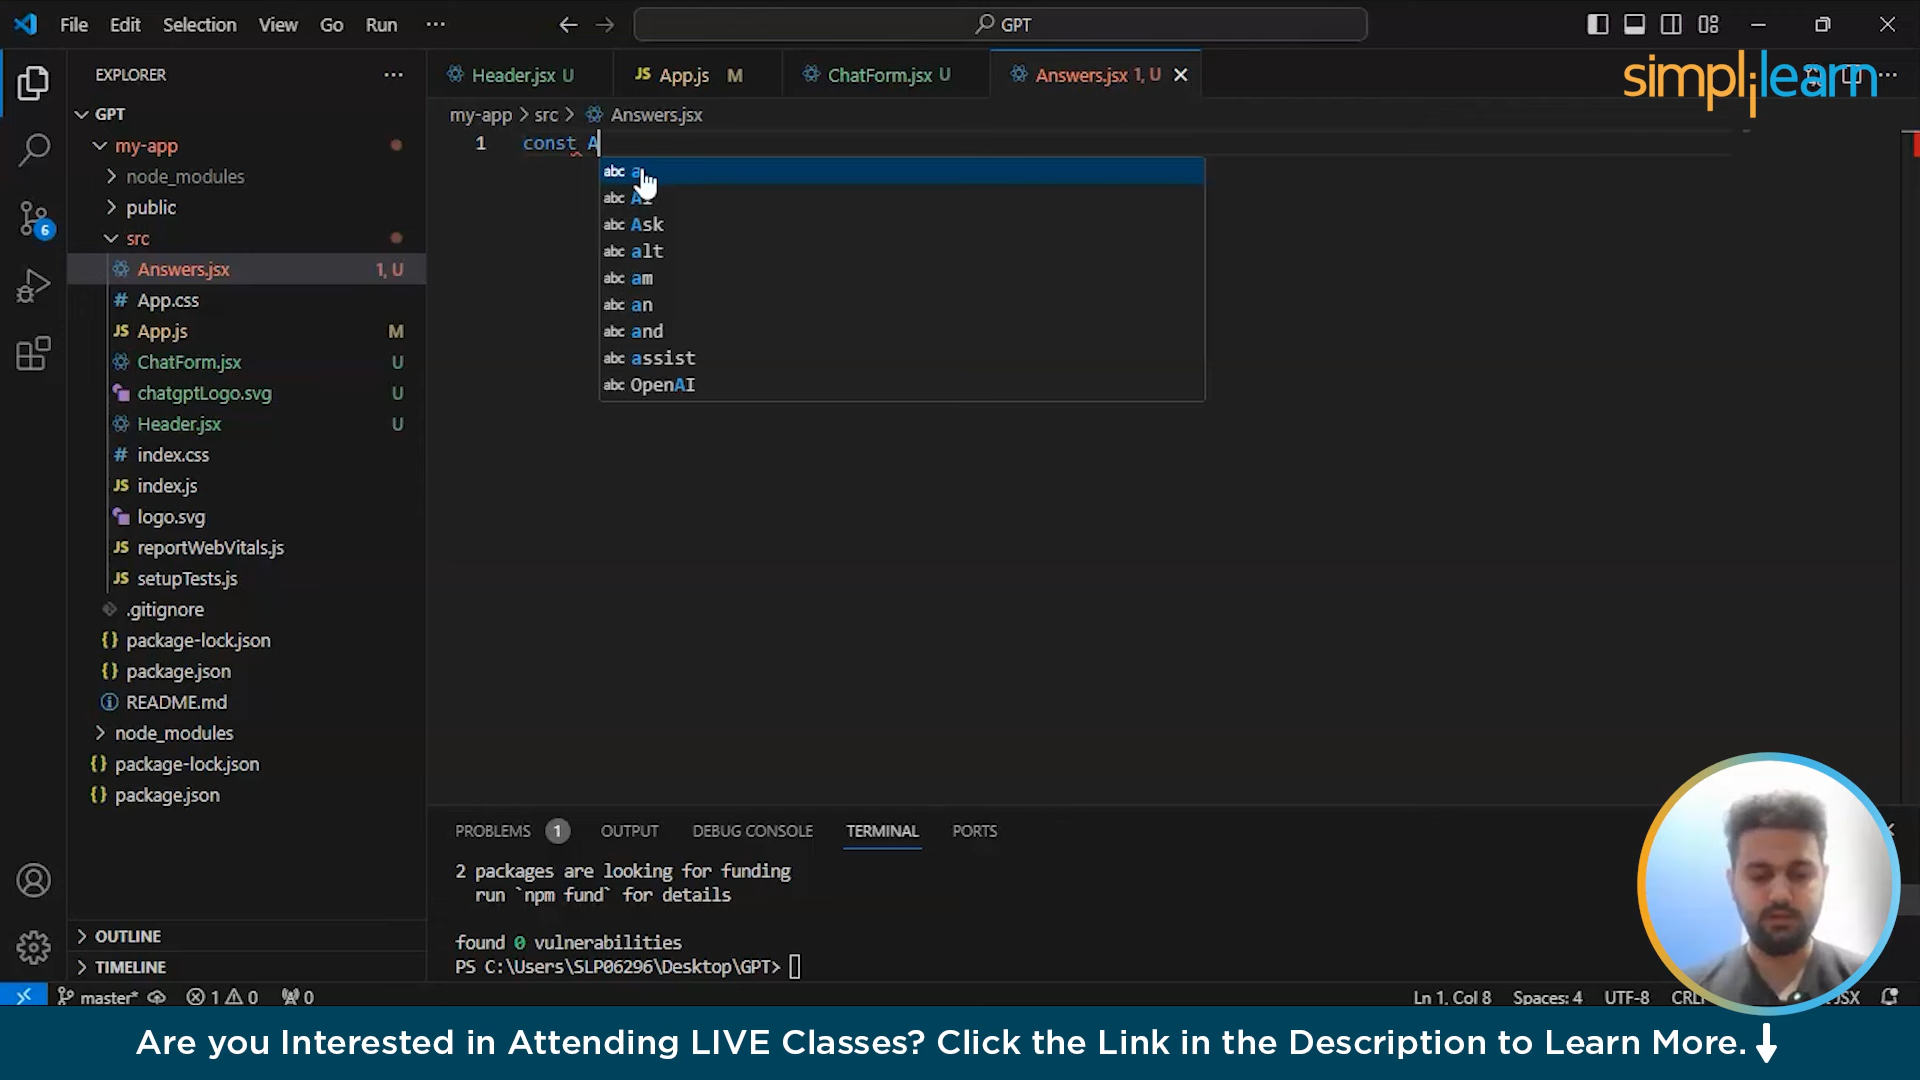 File Edit Selection View Go Run ··· GPT
simplilearn
EXPLORER ···
Header.jsx U App.js M ChatForm.jsx U Answers.jsx 1, U
GPT
my-app > src > Answers.jsx
my-app
1 const A
node_modules
abc a
public
abc AI
src
abc Ask
Answers.jsx 1, U
abc alt
App.css
abc am
App.js M
abc an
ChatForm.jsx U
abc and
chatgptLogo.svg U
abc assist
Header.jsx U
abc OpenAI
index.css
index.js
logo.svg
reportWebVitals.js
setupTests.js
.gitignore
package-lock.json
package.json
README.md
node_modules
package-lock.json
package.json
PROBLEMS 1 OUTPUT DEBUG CONSOLE TERMINAL PORTS
2 packages are looking for funding
run `npm fund` for details
found 0 vulnerabilities
PS C:\Users\SLP06296\Desktop\GPT>
OUTLINE
TIMELINE
master* 1 0 0 Ln 1, Col 8 Spaces: 4 UTF-8
Are you Interested in Attending LIVE Classes? Click the Link in the Description to Learn More.